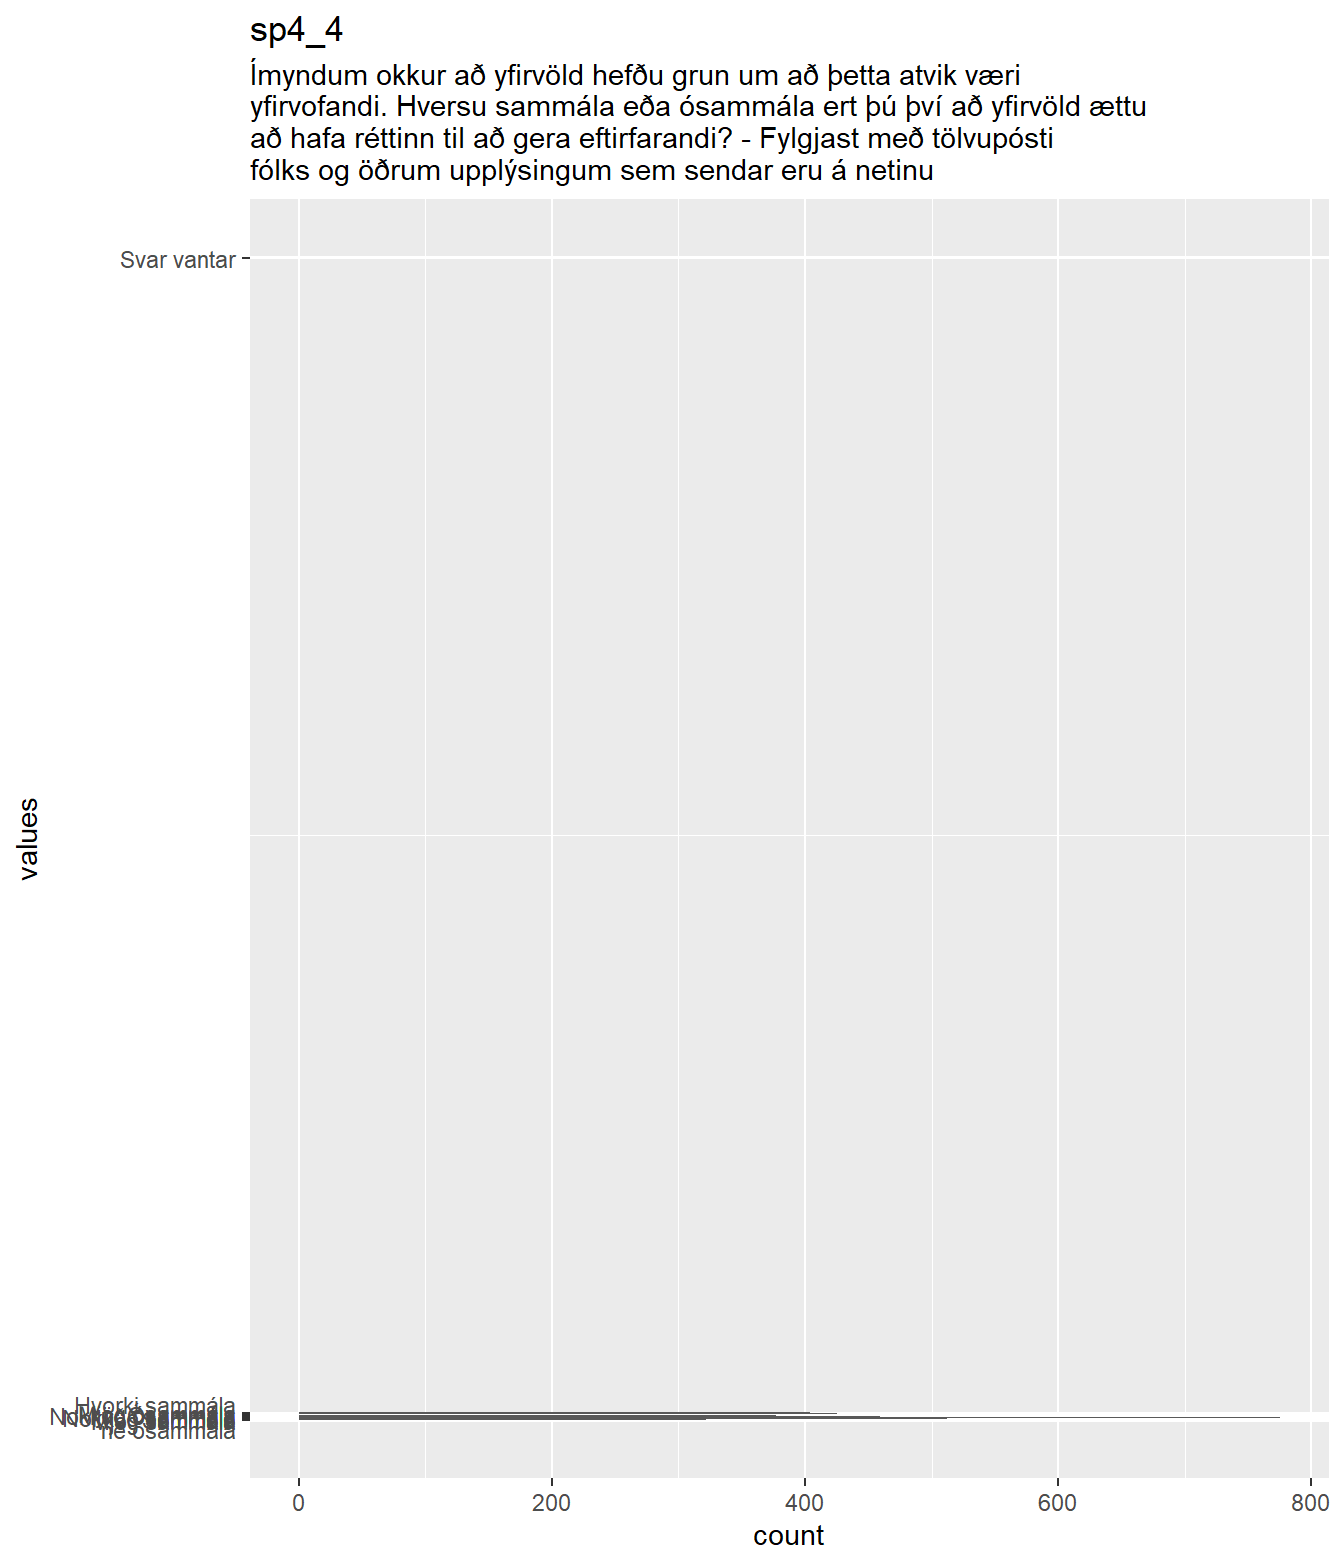 sp4_4
Ímyndum okkur að yfirvöld hefðu grun um að þetta atvik væri
yfirvofandi. Hversu sammála eða ósammála ert þú því að yfirvöld ættu
að hafa réttinn til að gera eftirfarandi? - Fylgjast með tölvupósti
fólks og öðrum upplýsingum sem sendar eru á netinu
Svar vantar
values
Hvorki sammála
né ósammála
0 200 400 600 800
count